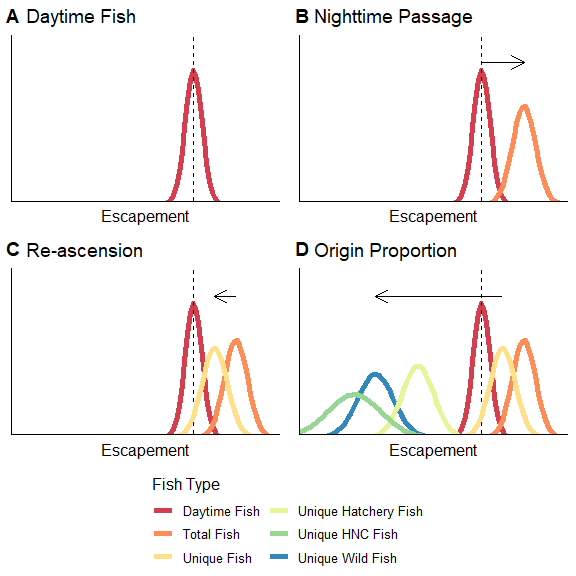 A Daytime Fish
B Nighttime Passage
Escapement
Escapement
C Re-ascension
D Origin Proportion
Escapement
Escapement
Fish Type
Daytime Fish
Unique Hatchery Fish
Total Fish
Unique HNC Fish
Unique Fish
Unique Wild Fish